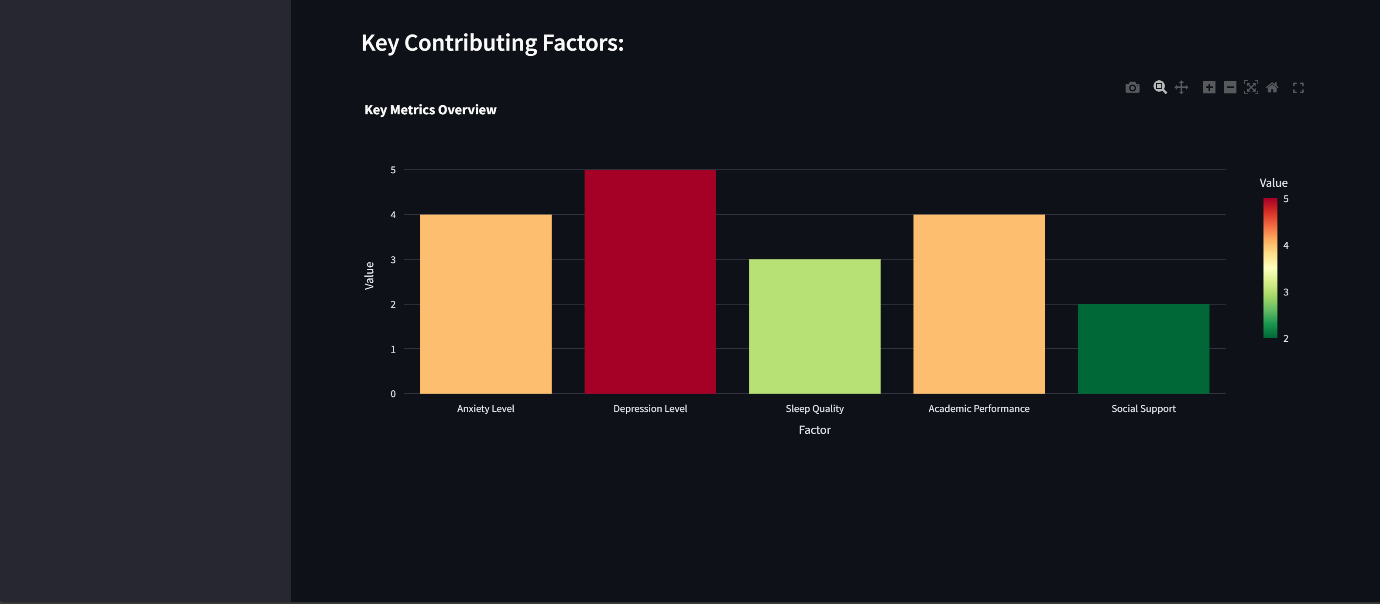 Key Contributing Factors:
Key Metrics Overview
5
4
3
2
1
0
Value
Anxiety Level
Depression Level
Sleep Quality
Academic Performance
Social Support
Factor
Value
5
4
3
2